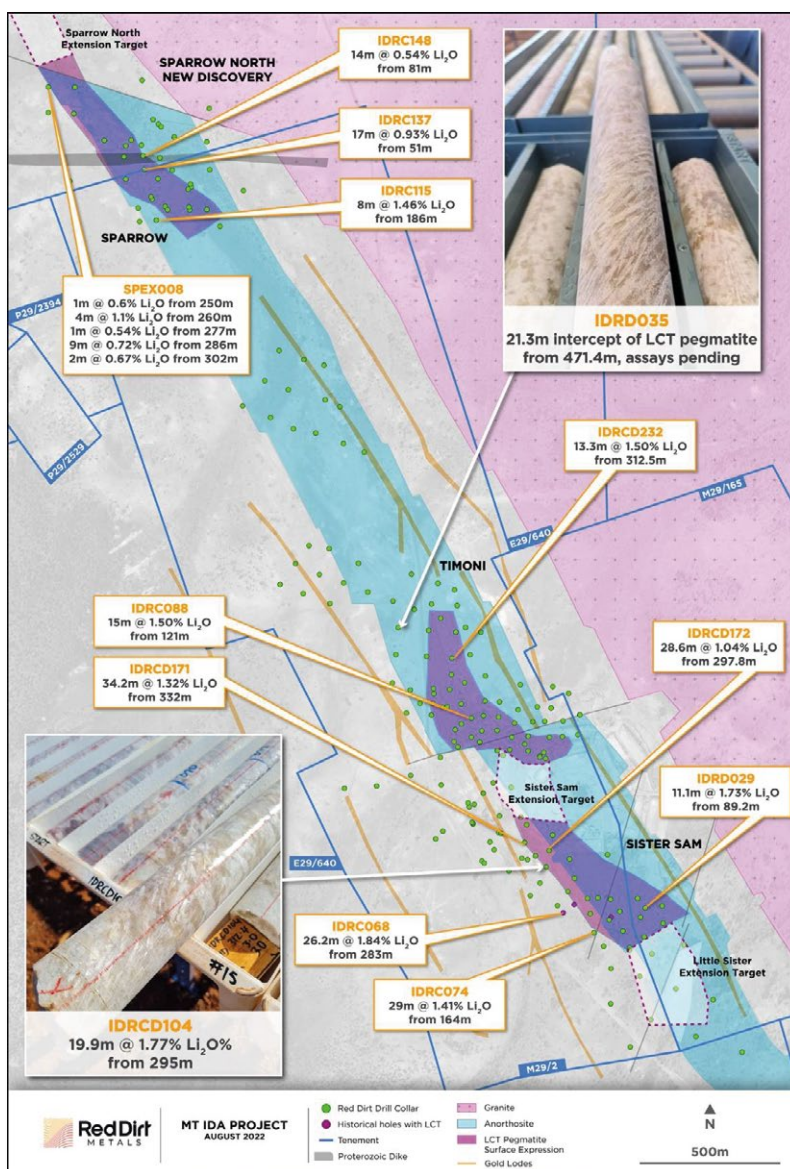 Sparrow North
Extension Target
SPARROW NORTH
NEW DISCOVERY
IDRC148
14m @ 0.54% Li₂O
from 81m
IDRC137
17m @ 0.93% Li₂O
from 51m
IDRC115
8m @ 1.46% Li₂O
from 186m
SPARROW
SPEX008
1m @ 0.6% Li₂O from 250m
4m @ 1.1% Li₂O from 260m
1m @ 0.54% Li₂O from 277m
9m @ 0.72% Li₂O from 286m
2m @ 0.67% Li₂O from 302m
P29/2394
P29/2529
IDRD035
21.3m intercept of LCT pegmatite
from 471.4m, assays pending
IDRCD232
13.3m @ 1.50% Li₂O
from 312.5m
M29/165
E29/640
TIMONI
IDRC088
15m @ 1.50% Li₂O
from 121m
IDRCD171
34.2m @ 1.32% Li₂O
from 332m
IDRCD172
28.6m @ 1.04% Li₂O
from 297.8m
Sister Sam
Extension Target
IDRD029
11.1m @ 1.73% Li₂O
from 89.2m
SISTER SAM
E29/640
START
#15
IDRC068
26.2m @ 1.84% Li₂O
from 283m
IDRC074
29m @ 1.41% Li₂O
from 164m
Little Sister
Extension Target
IDRCD104
19.9m @ 1.77% Li₂O%
from 295m
M29/2
Red Dirt
METALS
MT IDA PROJECT
AUGUST 2022
Red Dirt Drill Collar
Historical holes with LCT
Tenement
Proterozoic Dike
Granite
Anorthosite
LCT Pegmatite
Surface Expression
Gold Lodes
N
500m